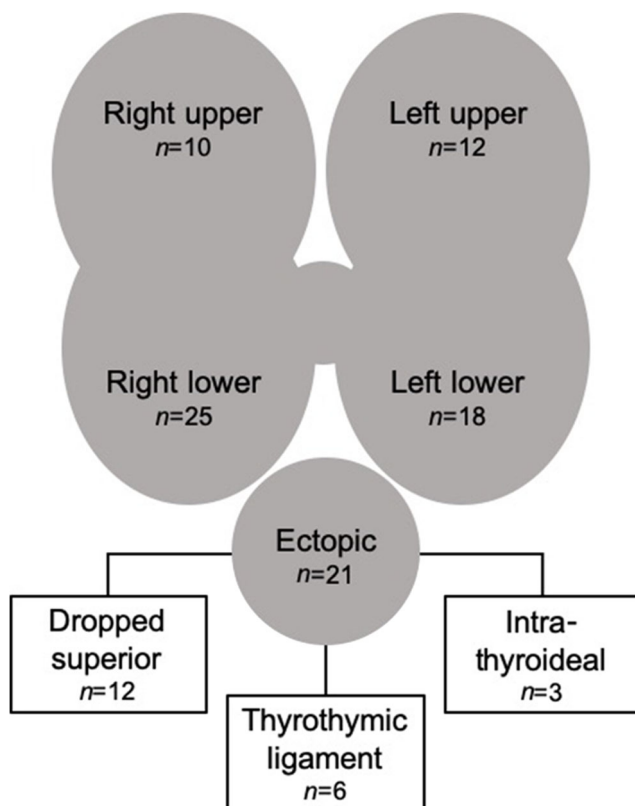 Right upper
n=10
Left upper
n=12
Right lower
n=25
Left lower
n=18
Ectopic
n=21
Dropped
superior
n=12
Thyrothymic
ligament
n=6
Intra-
thyroideal
n=3